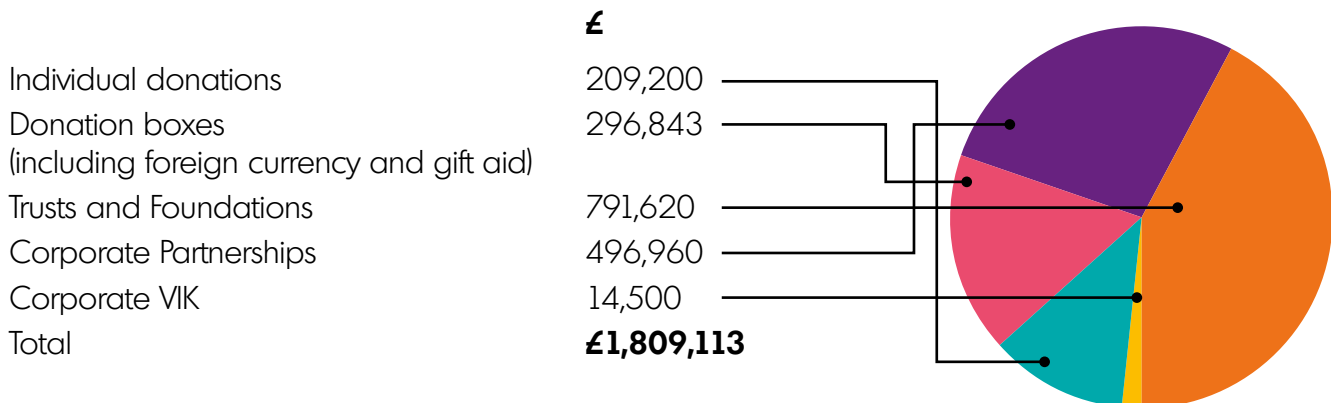 £
Individual donations 209,200
Donation boxes 296,843
(including foreign currency and gift aid)
Trusts and Foundations 791,620
Corporate Partnerships 496,960
Corporate VIK 14,500
Total £1,809,113